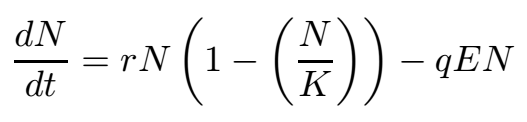 dN/dt = rN(1 − (N/K)) − qEN